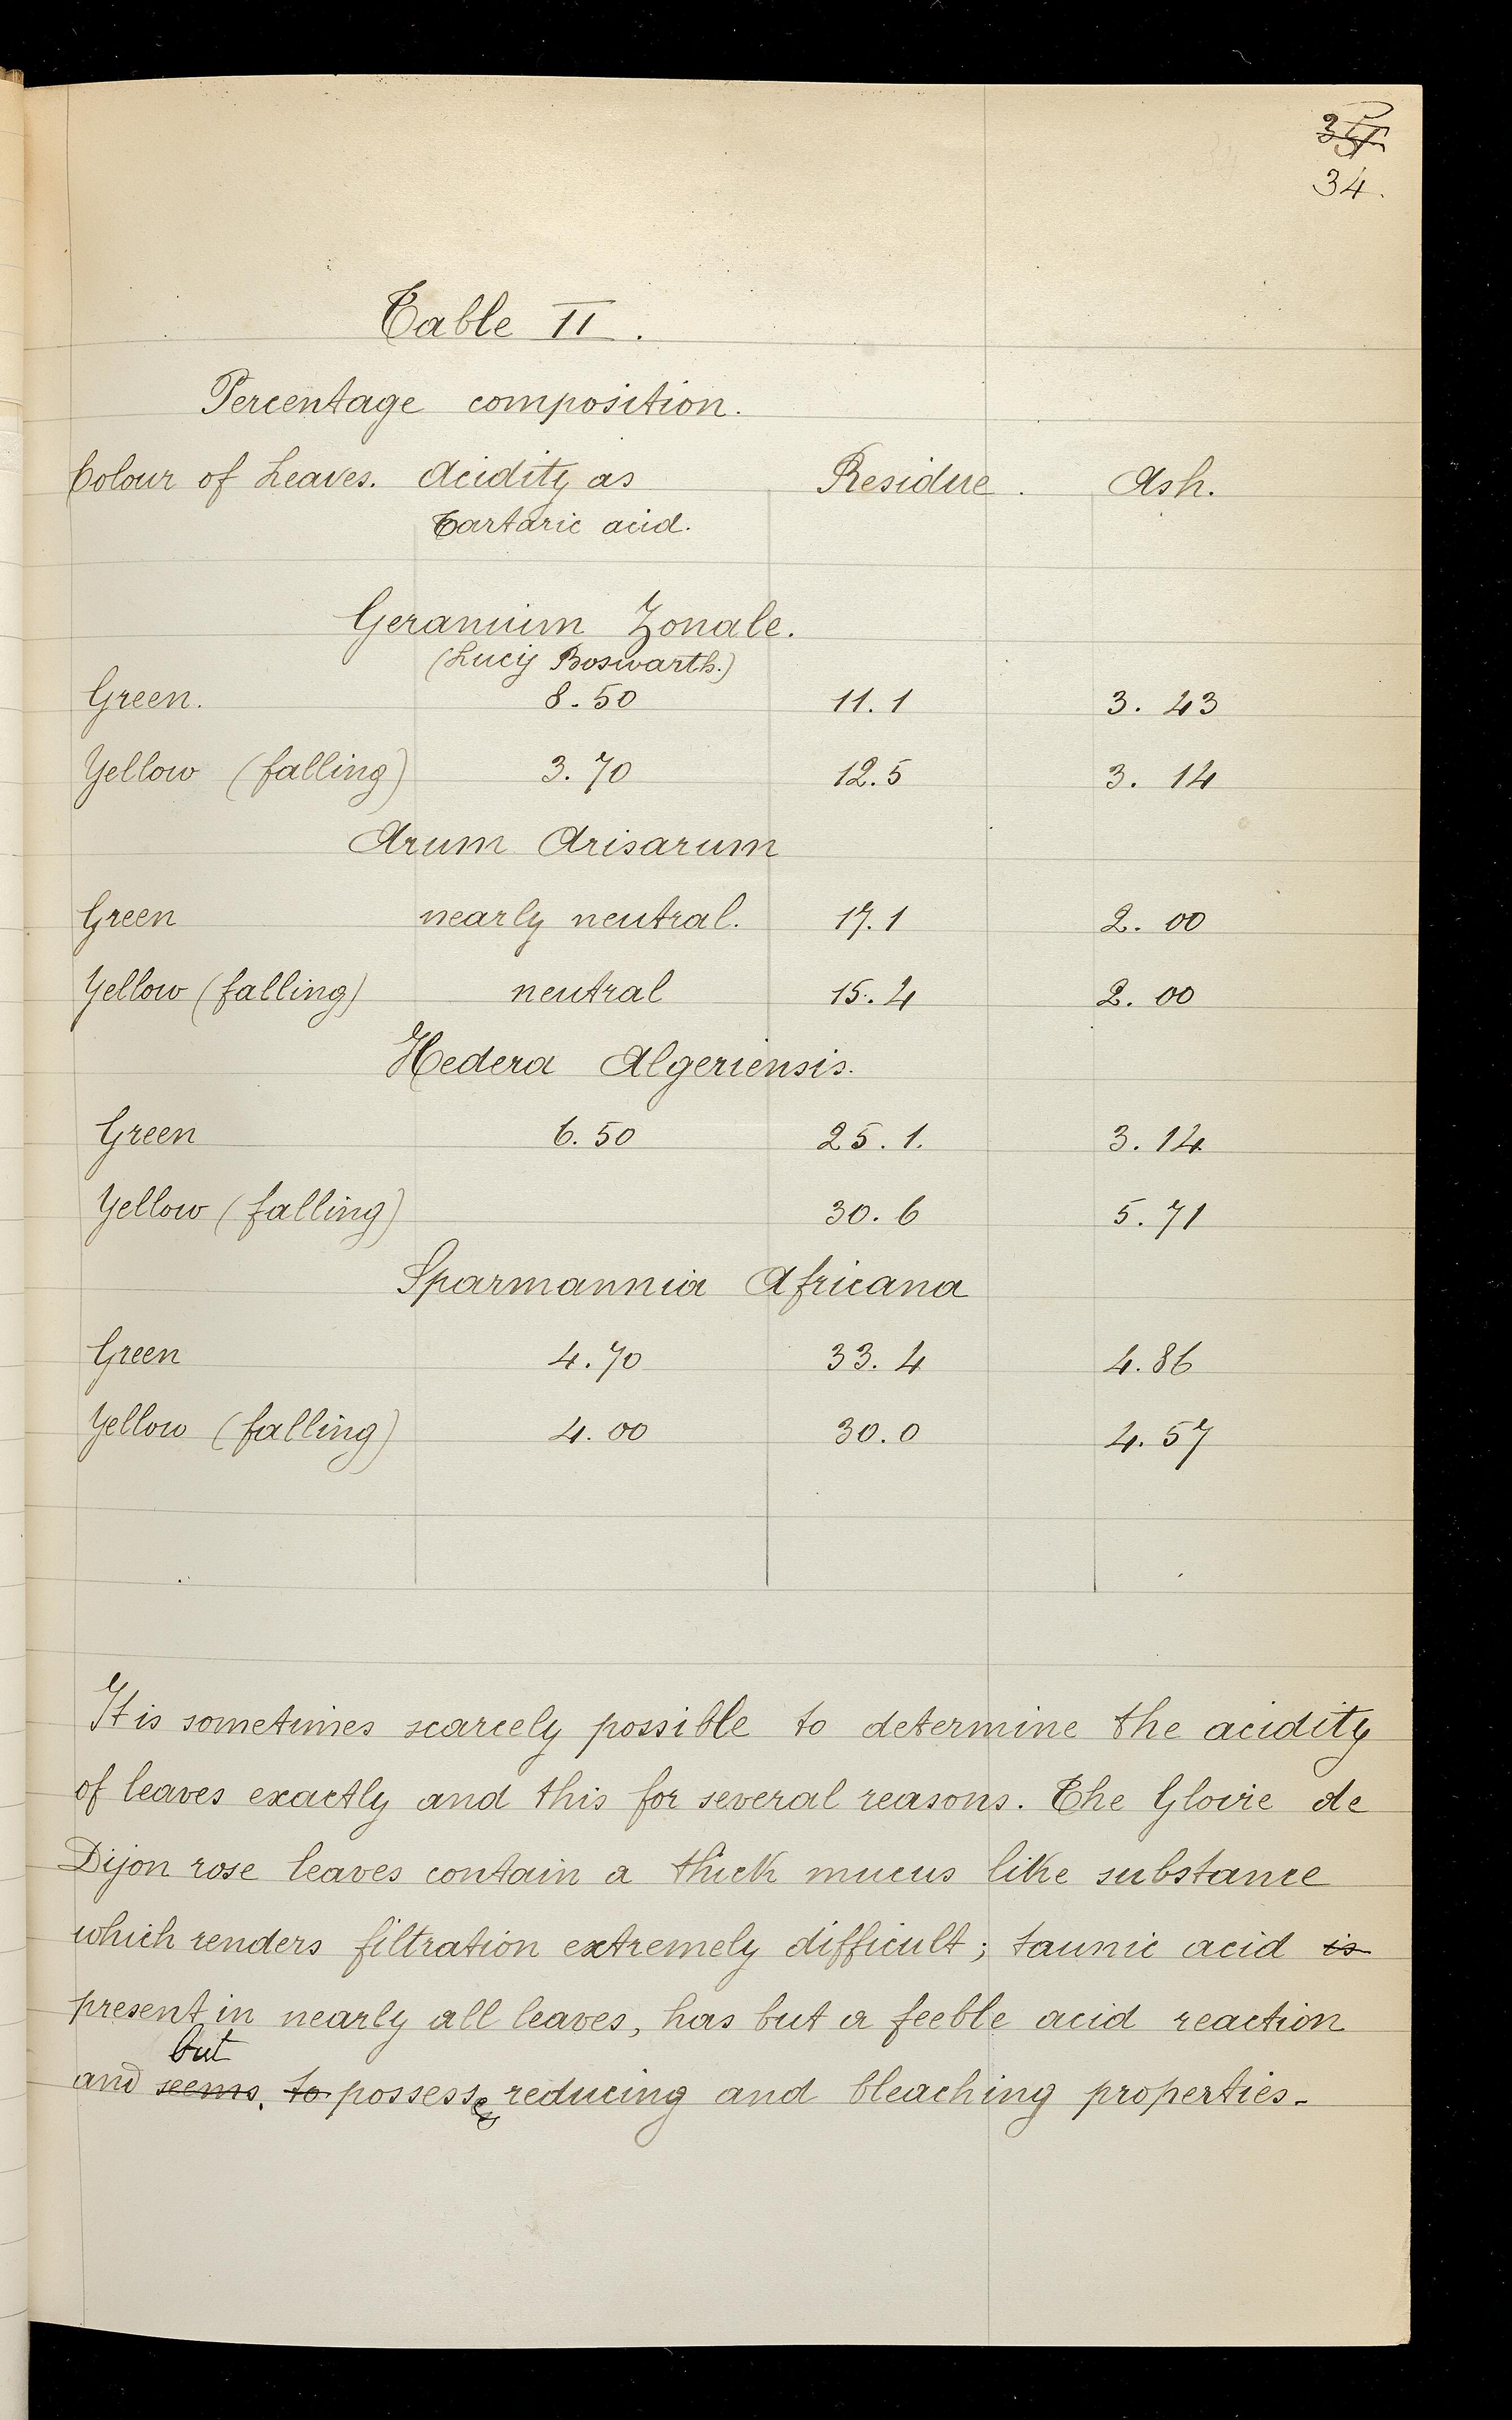 35
34.
Table II.
Percentage composition.
Colour of Leaves. Acidity as Residue. Ash.
Tartaric acid.
Geranium Zonale.
(Lucy Boswarth.)
Green. 8.50 11.1 3.43
Yellow (falling) 3.70 12.5 3.14
Arum Arisarum
Green nearly neutral. 17.1 2.00
Yellow (falling) neutral 15.4 2.00
Hedera Algeriensis.
Green 6.50 25.1. 3.14
Yellow (falling) 30.6 5.71
Sparmannia Africana
Green 4.70 33.4 4.86
Yellow (falling) 4.00 30.0 4.57
It is sometimes scarcely possible to determine the acidity
of leaves exactly and this for several reasons. The Gloire de
Dijon rose leaves contain a thick mucus like substance
which renders filtration extremely difficult; tannic acid is
present in nearly all leaves, has but a feeble acid reaction
but
and seems, to possesses reducing and bleaching properties-